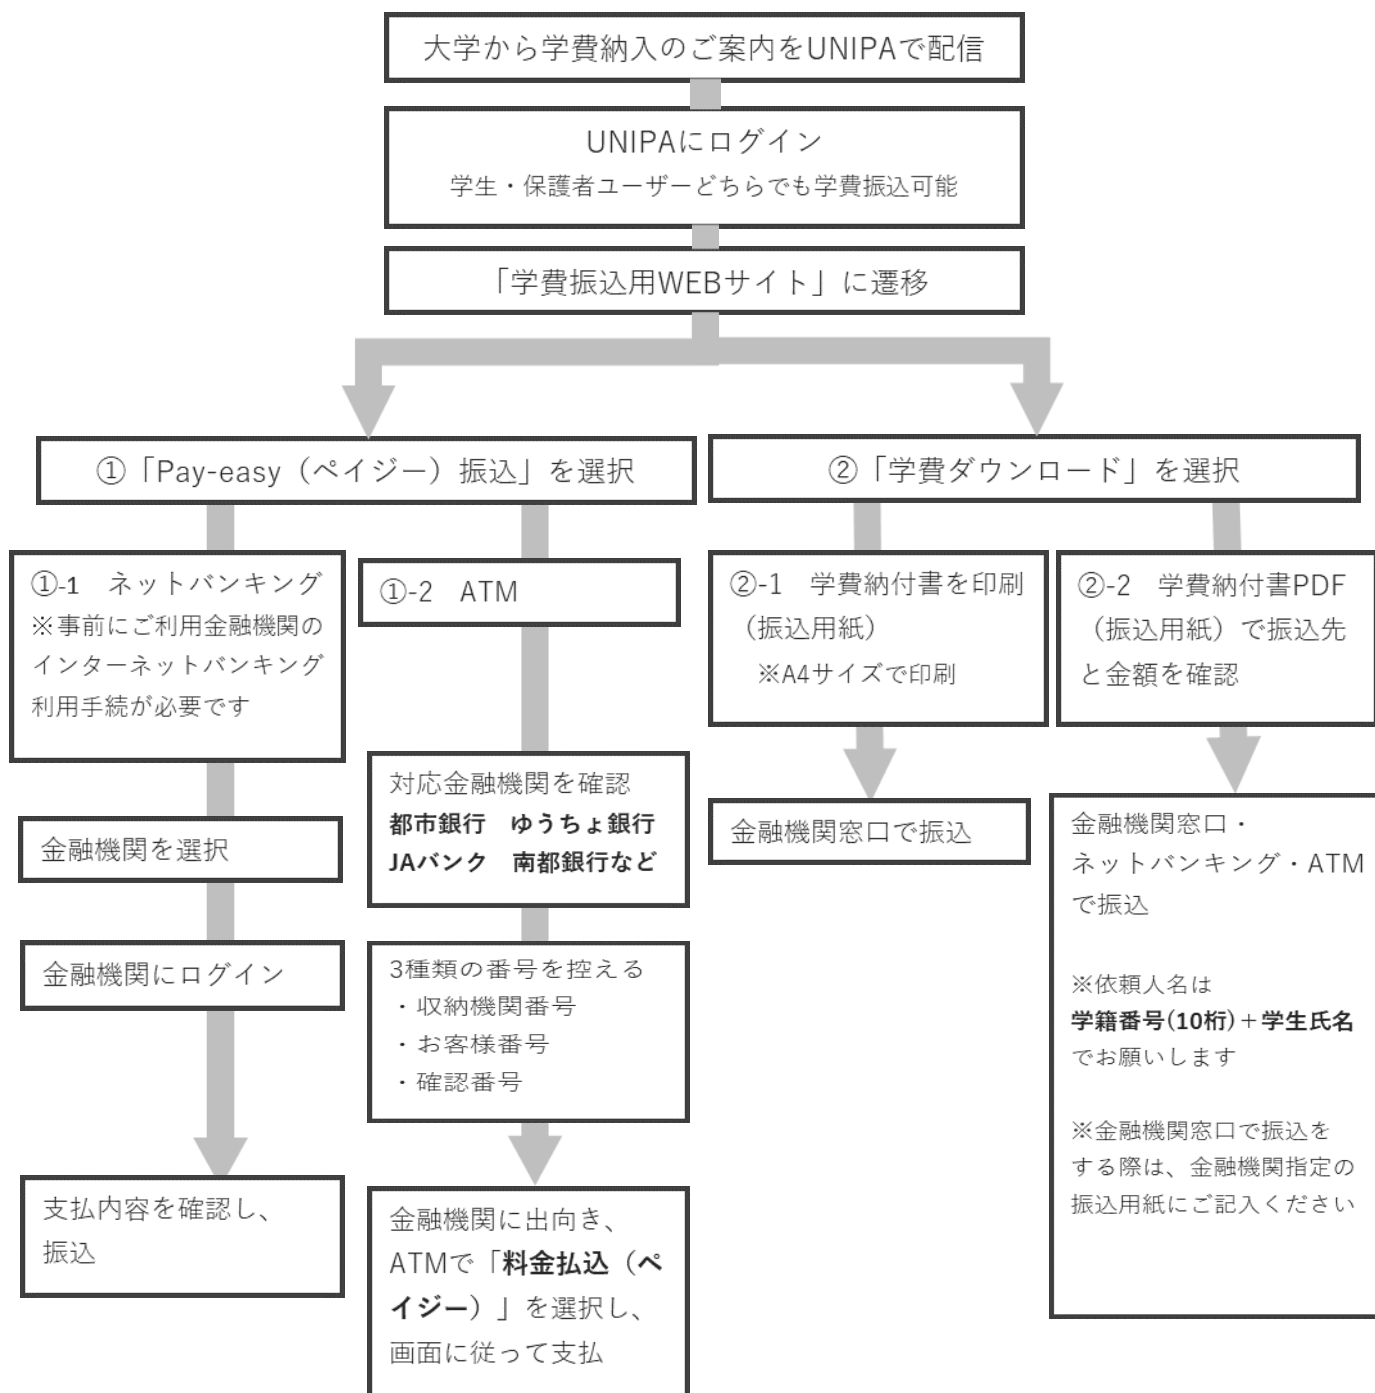 大学から学費納入のご案内をUNIPAで配信
UNIPAにログイン
学生・保護者ユーザーどちらでも学費振込可能
「学費振込用WEBサイト」に遷移
①「Pay-easy（ペイジー）振込」を選択
①-1　ネットバンキング
※事前にご利用金融機関の
インターネットバンキング
利用手続が必要です
金融機関を選択
金融機関にログイン
支払内容を確認し、
振込
①-2　ATM
対応金融機関を確認
都市銀行　ゆうちょ銀行
JAバンク　南都銀行など
3種類の番号を控える
・収納機関番号
・お客様番号
・確認番号
金融機関に出向き、
ATMで「料金払込（ペ
イジー）」を選択し、
画面に従って支払
②「学費ダウンロード」を選択
②-1　学費納付書を印刷
（振込用紙）
※A4サイズで印刷
金融機関窓口で振込
②-2　学費納付書PDF
（振込用紙）で振込先
と金額を確認
金融機関窓口・
ネットバンキング・ATM
で振込
※依頼人名は
学籍番号(10桁)＋学生氏名
でお願いします
※金融機関窓口で振込を
する際は、金融機関指定の
振込用紙にご記入ください